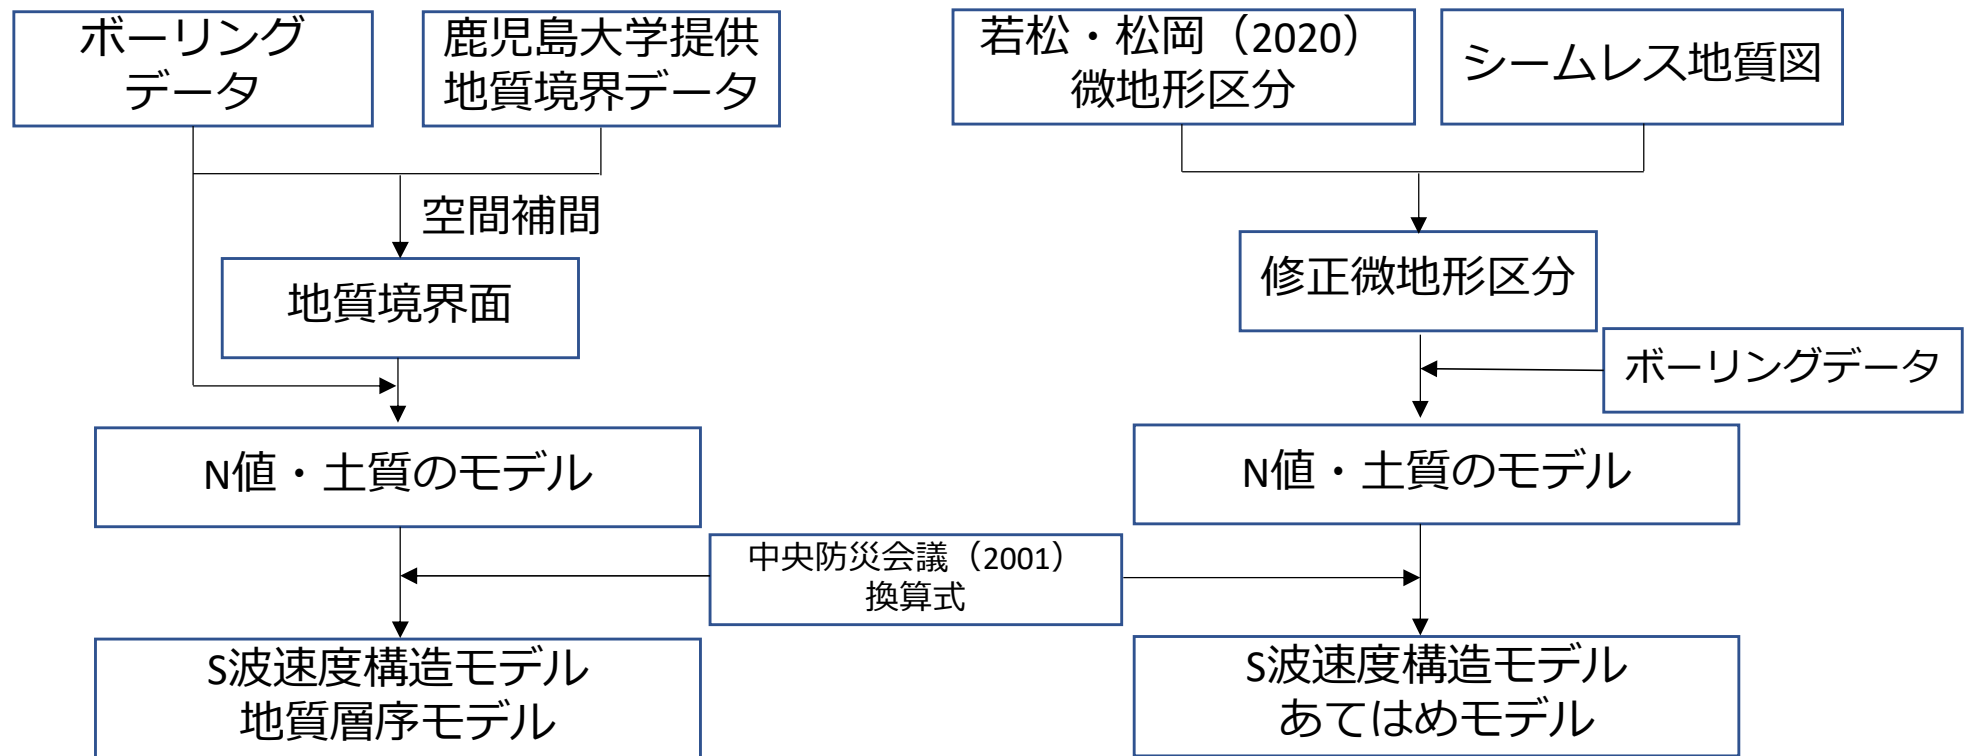 ボーリング
データ
鹿児島大学提供
地質境界データ
若松・松岡（2020）
微地形区分
シームレス地質図
空間補間
地質境界面
修正微地形区分
ボーリングデータ
N値・土質のモデル
N値・土質のモデル
中央防災会議（2001）
換算式
S波速度構造モデル
地質層序モデル
S波速度構造モデル
あてはめモデル